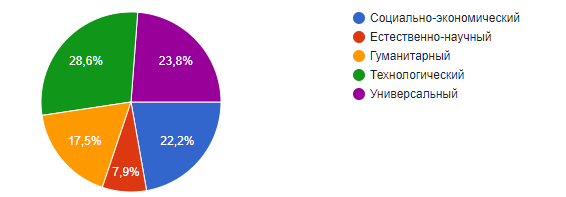 Социально-экономический
Естественно-научный
Гуманитарный
Технологический
Универсальный
28,6%
23,8%
17,5%
22,2%
7,9%